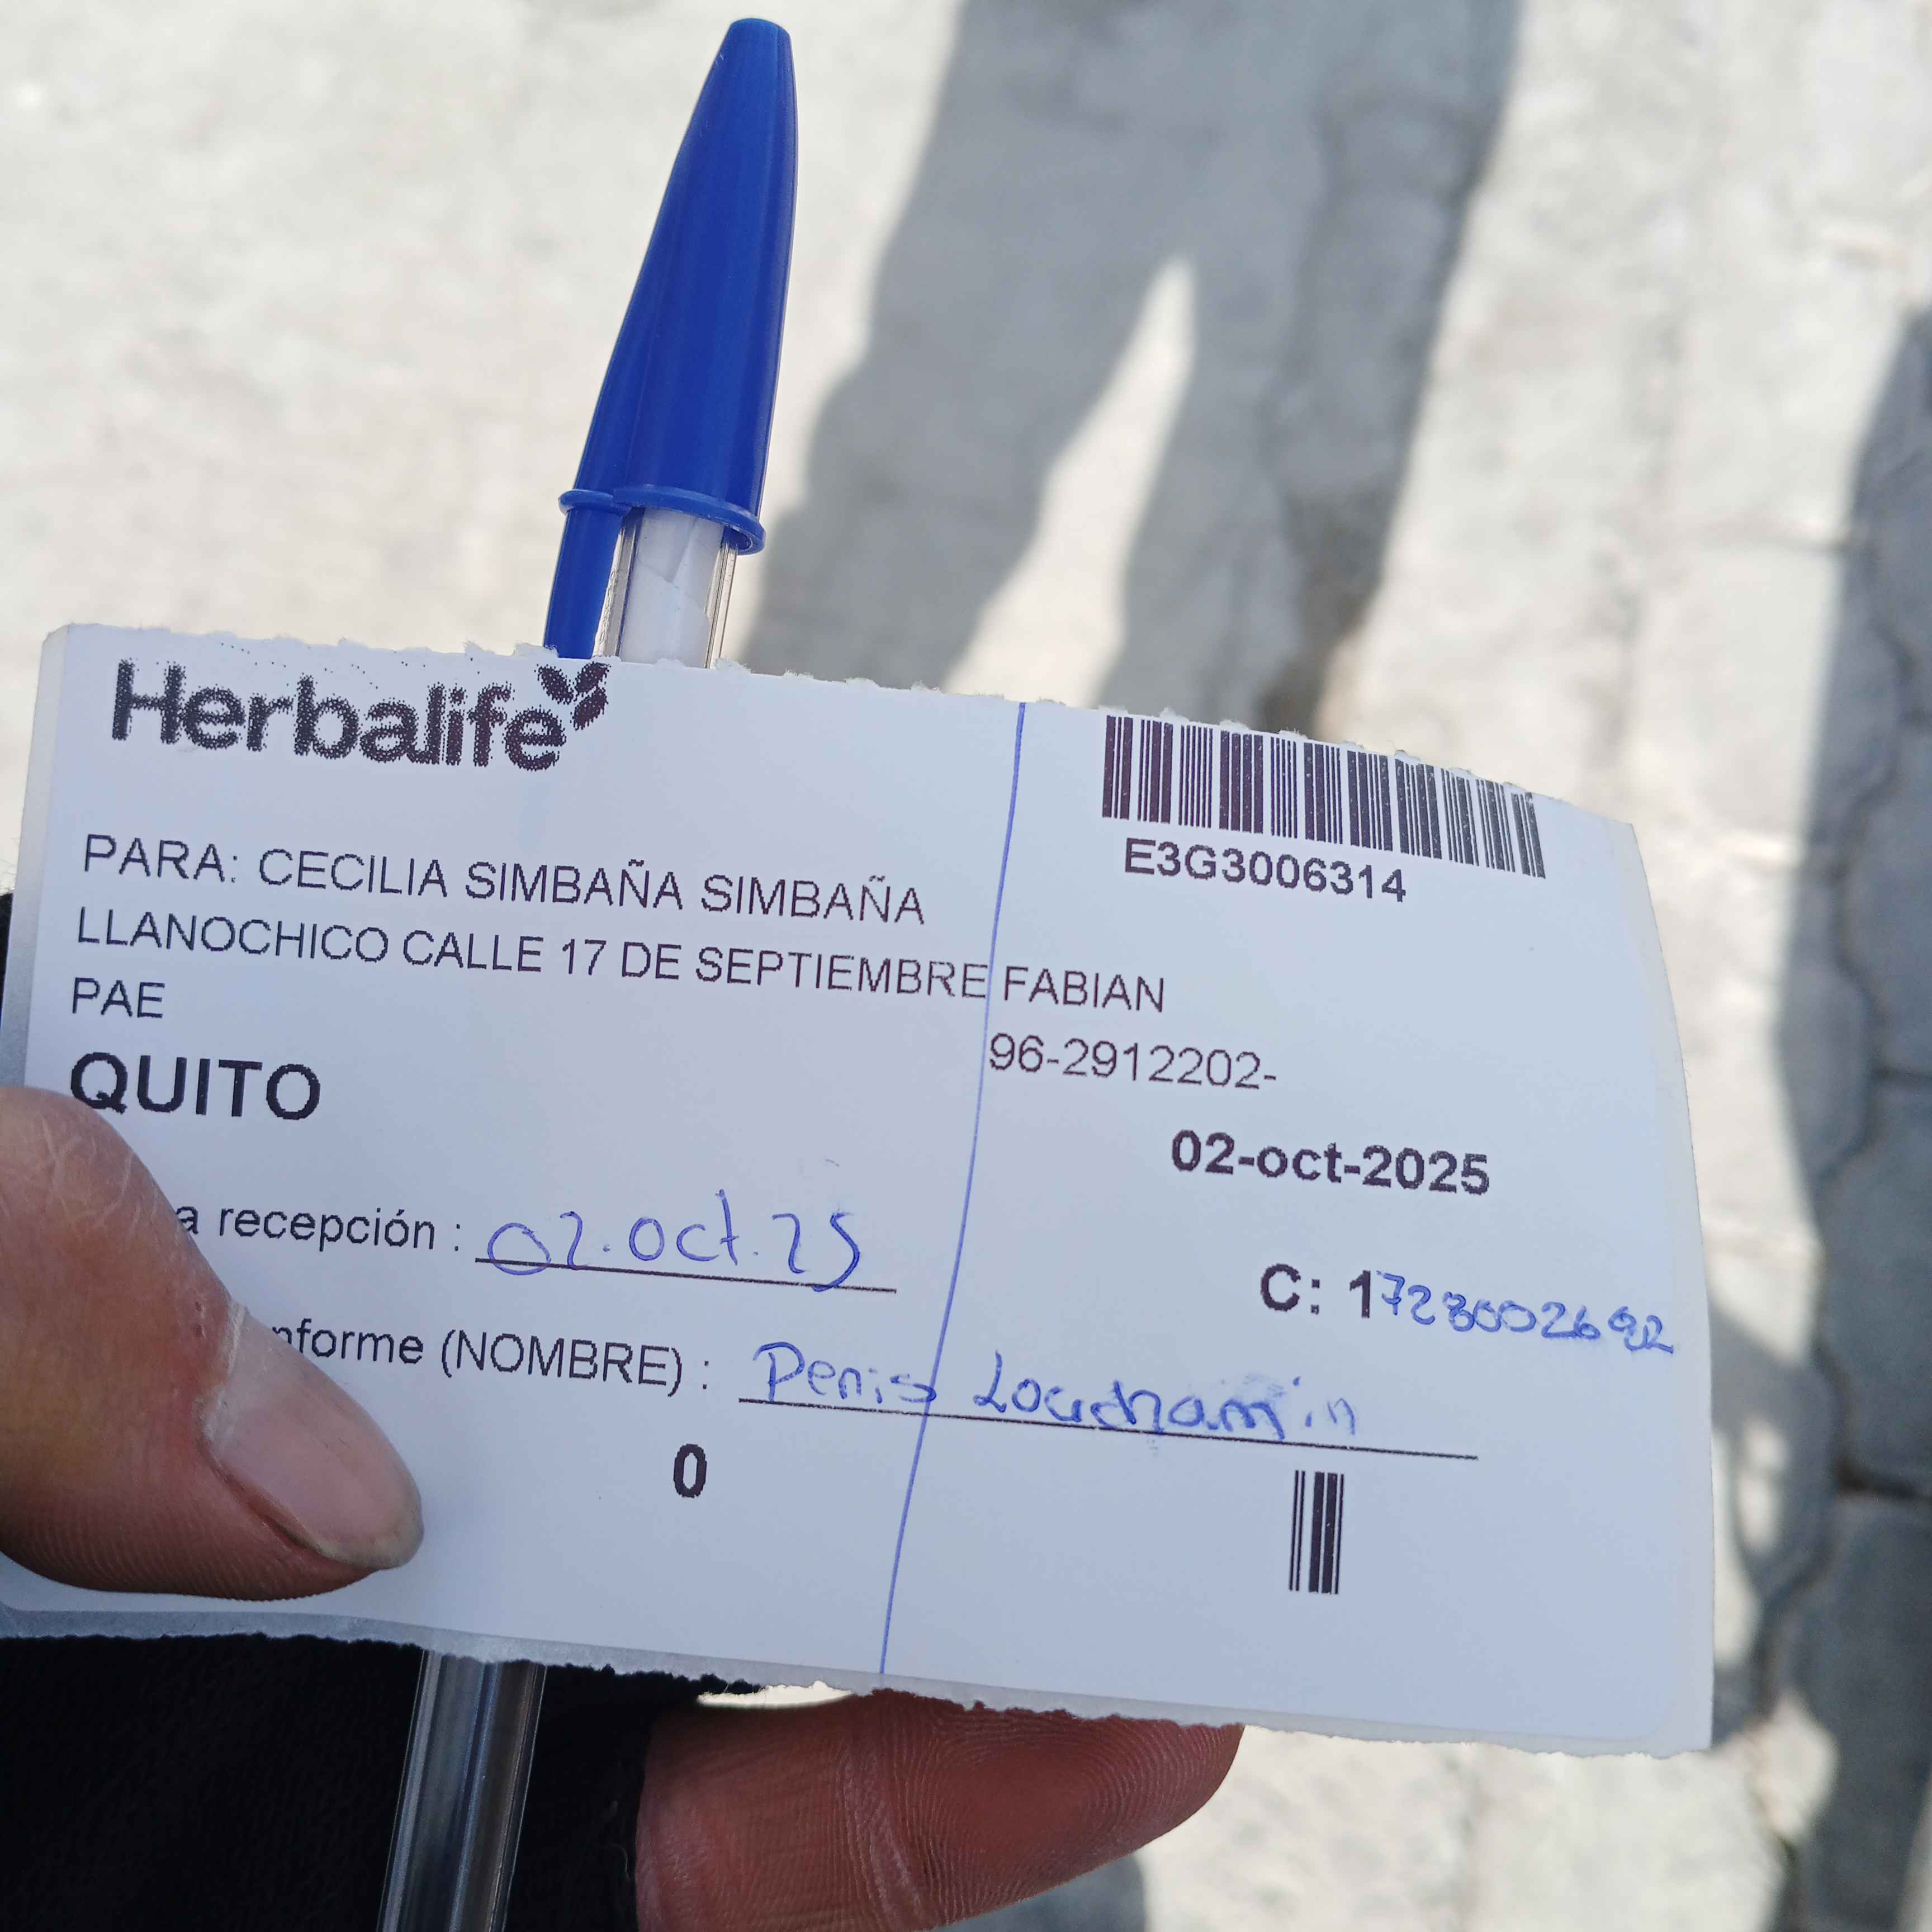 Herbalife
E3G3006314
PARA: CECILIA SIMBAÑA SIMBAÑA
LLANOCHICO CALLE 17 DE SEPTIEMBRE FABIAN
PAE
96-2912202-
QUITO
02-oct-2025
a recepción : 02.oct.25
C: 1
nforme (NOMBRE) :
0